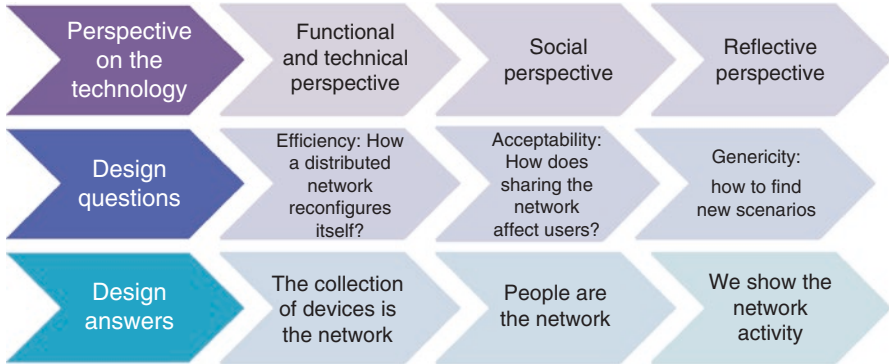 Perspective
on the
technology
Functional
and technical
perspective
Social
perspective
Reflective
perspective
Design
questions
Efficiency: How
a distributed
network
reconfigures
itself?
Acceptability:
How does
sharing the
network
affect users?
Genericity:
how to find
new scenarios
Design
answers
The collection
of devices is
the network
People are
the network
We show the
network
activity